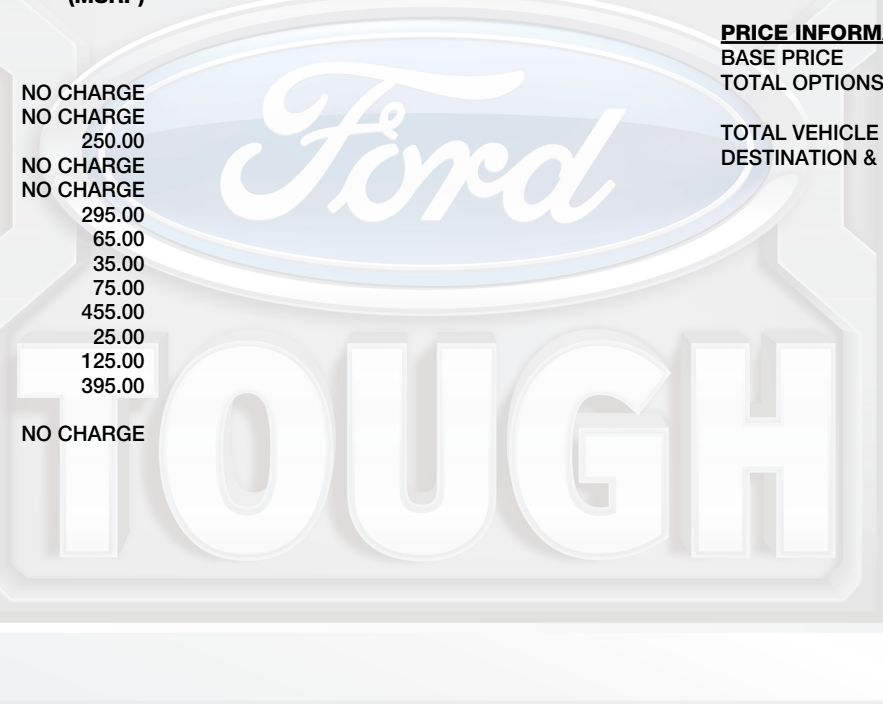 (MSRP)
NO CHARGE
NO CHARGE
250.00
NO CHARGE
NO CHARGE
295.00
65.00
35.00
75.00
455.00
25.00
125.00
395.00
NO CHARGE
PRICE INFORMA
BASE PRICE
TOTAL OPTIONS
TOTAL VEHICLE
DESTINATION &
Ford
TOUGH